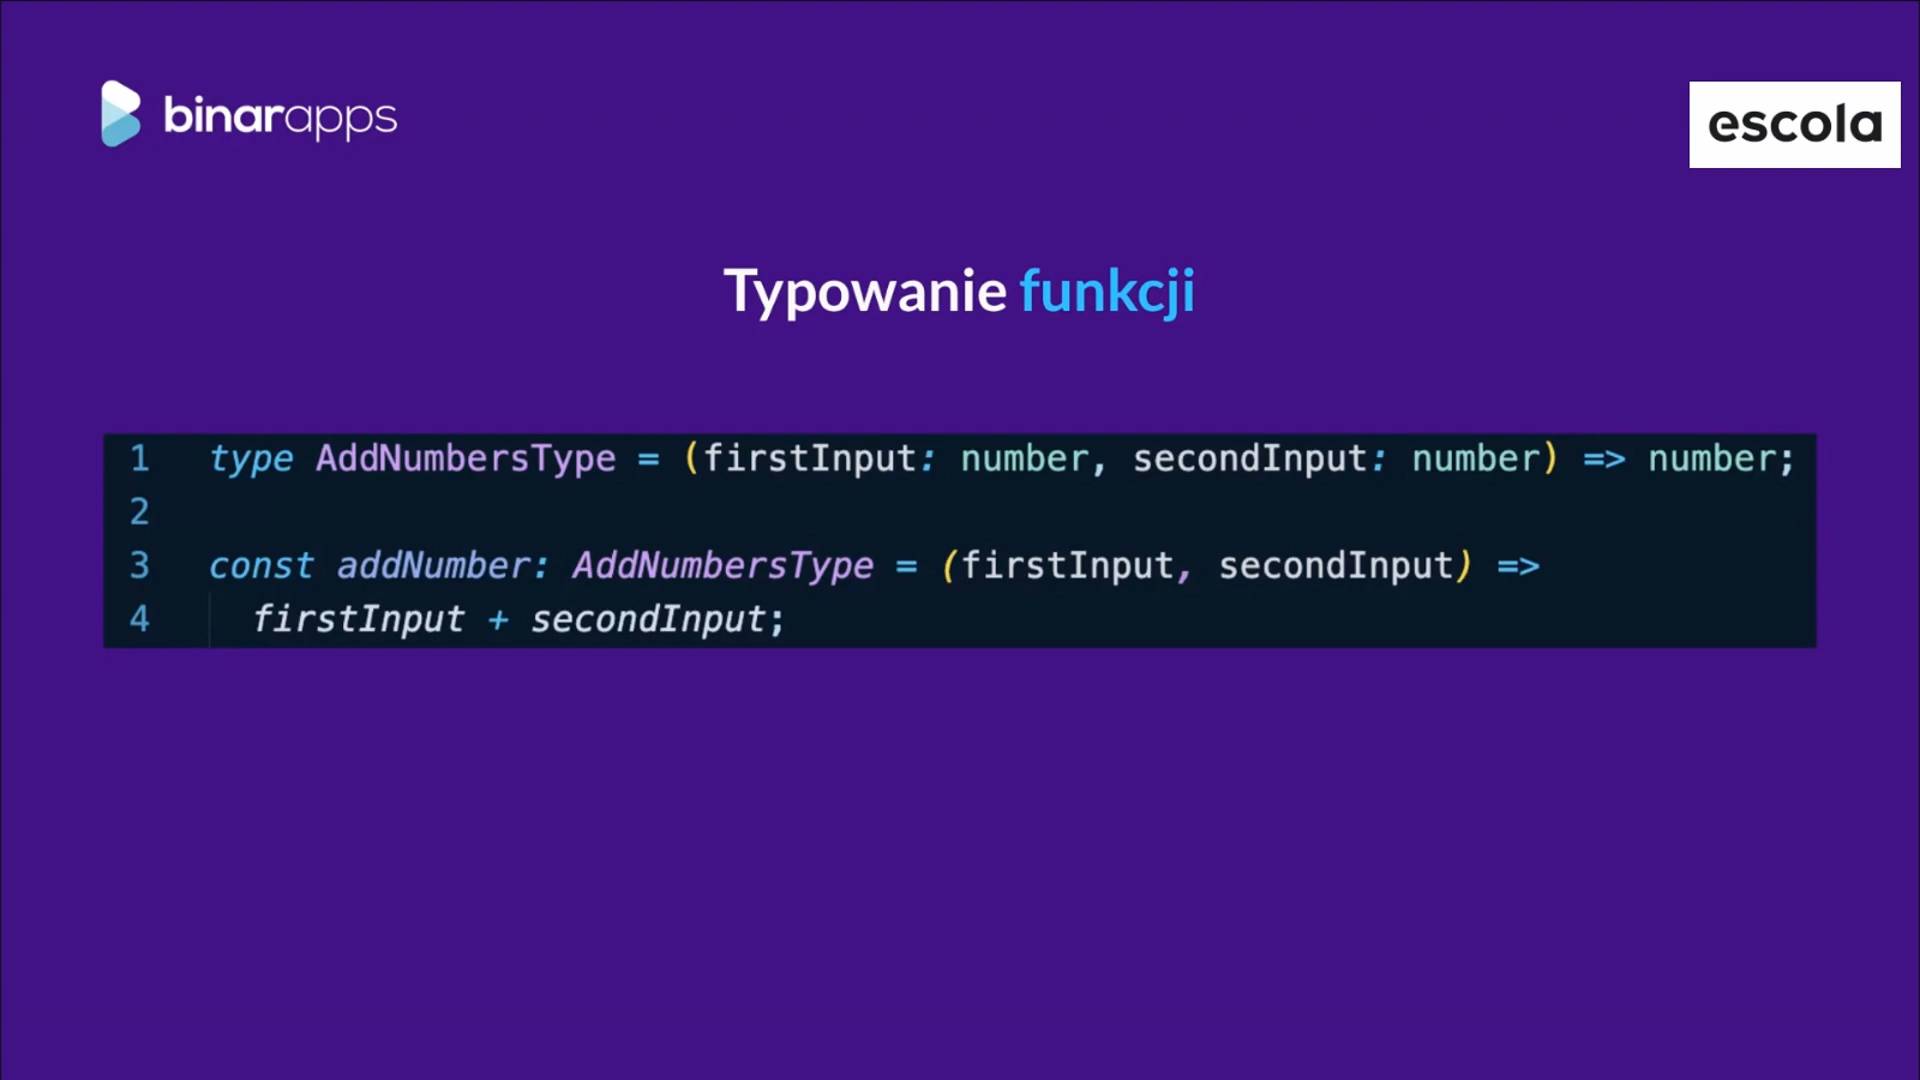 binarapps
escola
Typowanie funkcji
1 type AddNumbersType = (firstInput: number, secondInput: number) => number;
2
3 const addNumber: AddNumbersType = (firstInput, secondInput) =>
4 firstInput + secondInput;